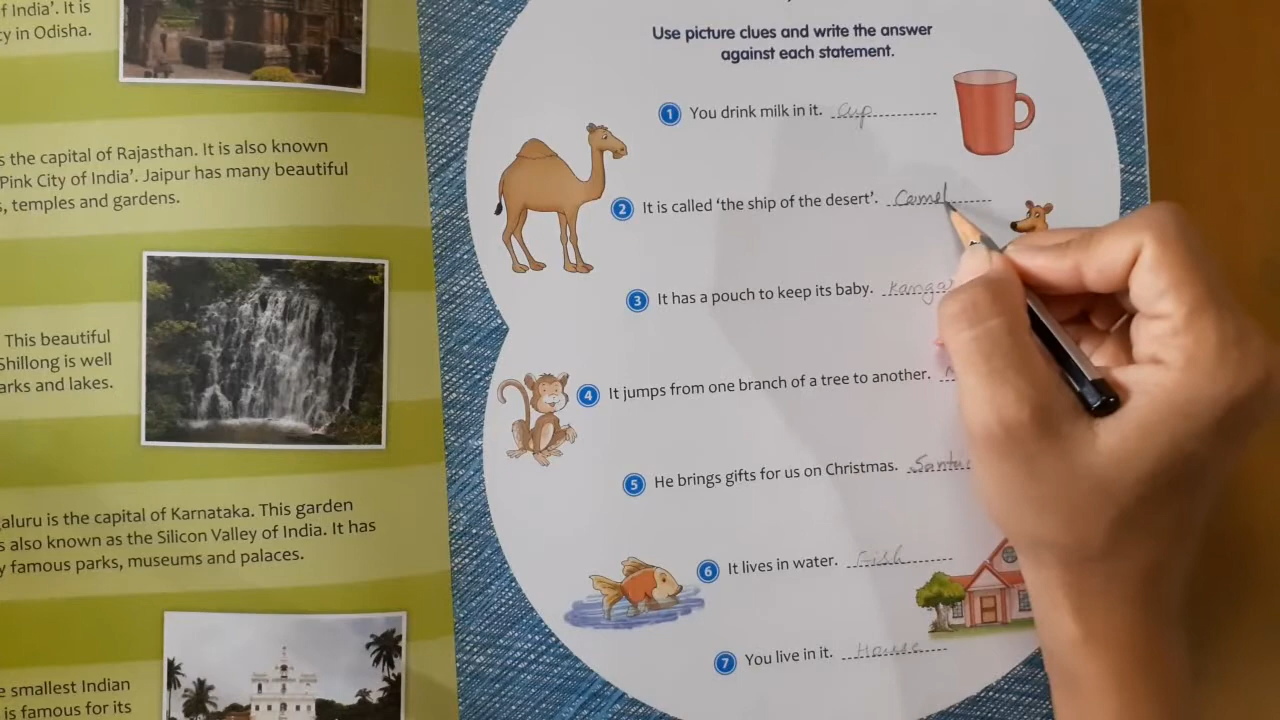 f India'. It is
ty in Odisha.
s the capital of Rajasthan. It is also known
Pink City of India'. Jaipur has many beautiful
s, temples and gardens.
This beautiful
Shillong is well
arks and lakes.
galuru is the capital of Karnataka. This garden
s also known as the Silicon Valley of India. It has
y famous parks, museums and palaces.
e smallest Indian
is famous for its
Use picture clues and write the answer
against each statement.
1 You drink milk in it. cup
2 It is called 'the ship of the desert'. Camel
3 It has a pouch to keep its baby. kanga
4 It jumps from one branch of a tree to another.
5 He brings gifts for us on Christmas. Santa
6 It lives in water. Fish
7 You live in it. House